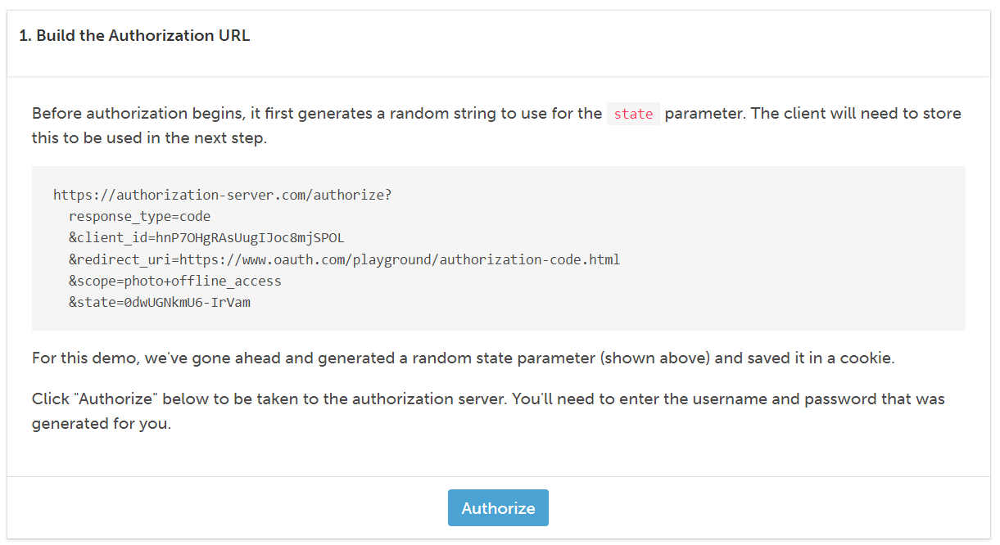 1. Build the Authorization URL
Before authorization begins, it first generates a random string to use for the state parameter. The client will need to store
this to be used in the next step.
https://authorization-server.com/authorize?
response_type=code
&client_id=hnP7OHgRAsUugIJoc8mjSPOL
&redirect_uri=https://www.oauth.com/playground/authorization-code.html
&scope=photo+offline_access
&state=0dwUGNkmU6-IrVam
For this demo, we've gone ahead and generated a random state parameter (shown above) and saved it in a cookie.
Click "Authorize" below to be taken to the authorization server. You'll need to enter the username and password that was
generated for you.
Authorize